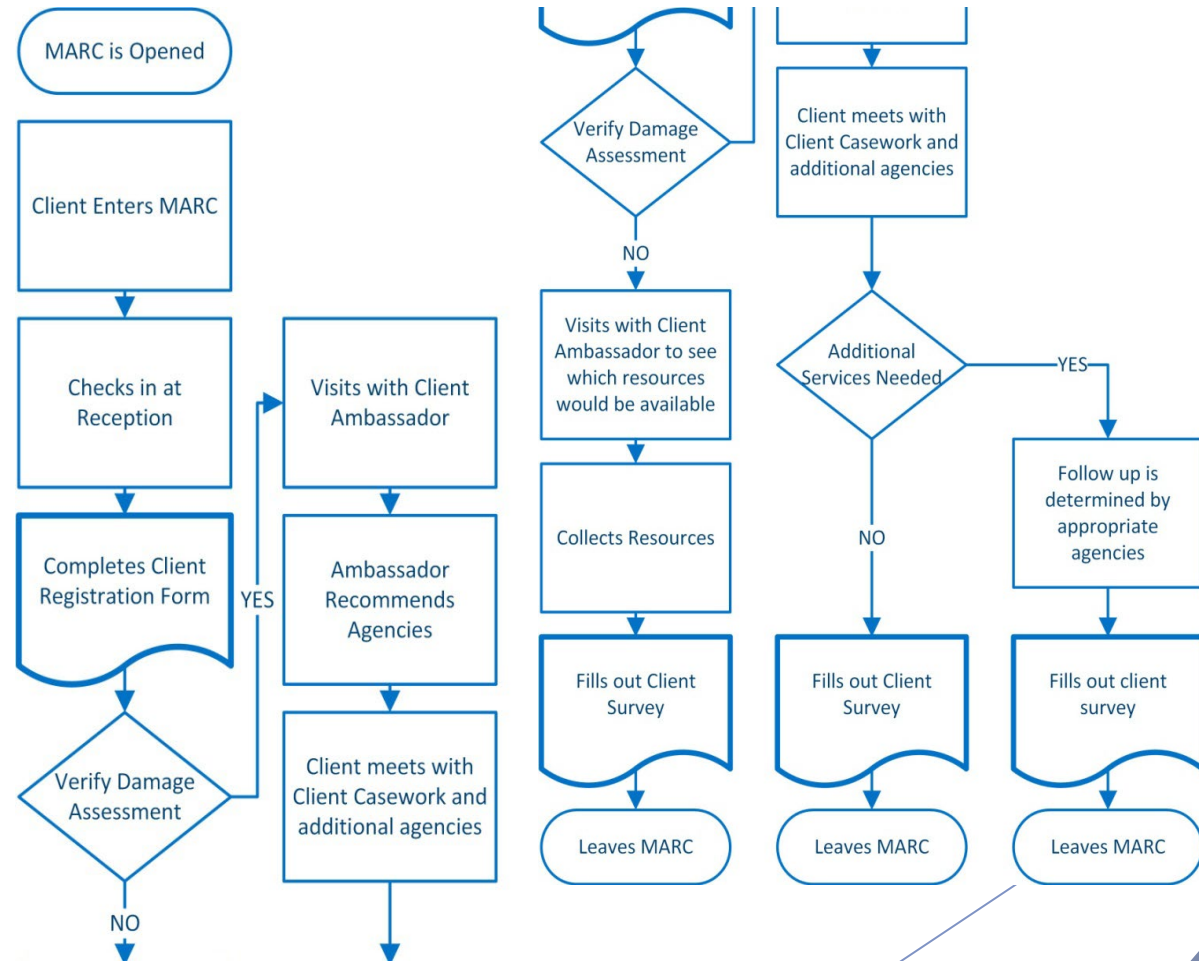 MARC is Opened
Client Enters MARC
Checks in at
Reception
Completes Client
Registration Form
Verify Damage
Assessment
NO
YES
Visits with Client
Ambassador
Ambassador
Recommends
Agencies
Client meets with
Client Casework and
additional agencies
Verify Damage
Assessment
NO
Visits with Client
Ambassador to see
which resources
would be available
Collects Resources
Fills out Client
Survey
Leaves MARC
Client meets with
Client Casework and
additional agencies
Additional
Services Needed
NO
Fills out Client
Survey
Leaves MARC
YES
Follow up is
determined by
appropriate
agencies
Fills out client
survey
Leaves MARC